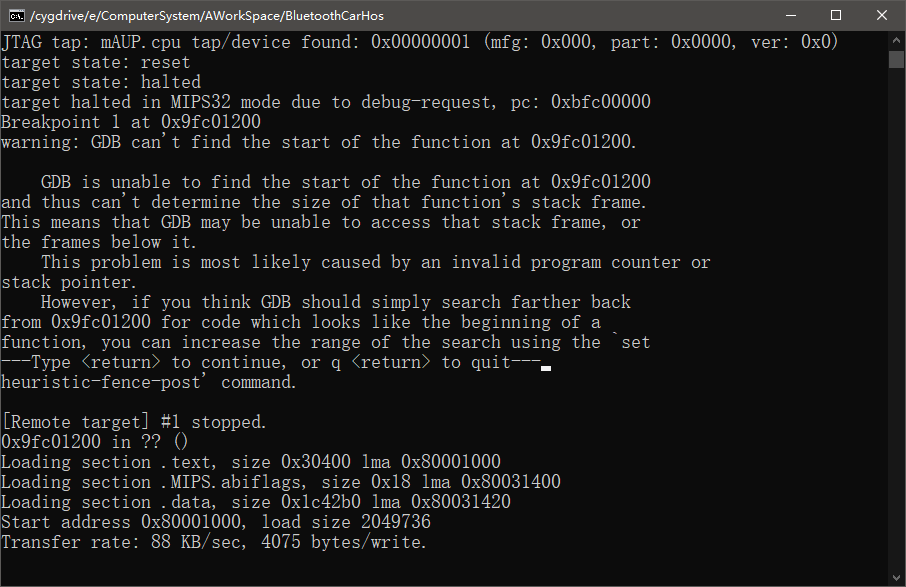 /cygdrive/e/ComputerSystem/AWorkSpace/BluetoothCarHos
JTAG tap: mAUP.cpu tap/device found: 0x00000001 (mfg: 0x000, part: 0x0000, ver: 0x0)
target state: reset
target state: halted
target halted in MIPS32 mode due to debug-request, pc: 0xbfc00000
Breakpoint 1 at 0x9fc01200
warning: GDB can't find the start of the function at 0x9fc01200.

    GDB is unable to find the start of the function at 0x9fc01200
and thus can't determine the size of that function's stack frame.
This means that GDB may be unable to access that stack frame, or
the frames below it.
    This problem is most likely caused by an invalid program counter or
stack pointer.
    However, if you think GDB should simply search farther back
from 0x9fc01200 for code which looks like the beginning of a
function, you can increase the range of the search using the `set
---Type <return> to continue, or q <return> to quit---
heuristic-fence-post' command.

[Remote target] #1 stopped.
0x9fc01200 in ?? ()
Loading section .text, size 0x30400 lma 0x80001000
Loading section .MIPS.abiflags, size 0x18 lma 0x80031400
Loading section .data, size 0x1c42b0 lma 0x80031420
Start address 0x80001000, load size 2049736
Transfer rate: 88 KB/sec, 4075 bytes/write.